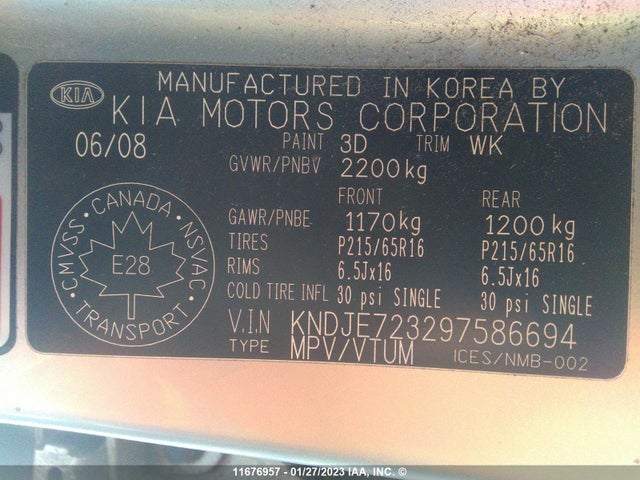 KIA
MANUFACTURED IN KOREA BY
KIA MOTORS CORPORATION
06/08 PAINT 3D TRIM WK
GVWR/PNBV 2200kg
FRONT REAR
GAWR/PNBE 1170kg 1200kg
TIRES P215/65R16 P215/65R16
RIMS 6.5Jx16 6.5Jx16
COLD TIRE INFL 30 psi SINGLE 30 psi SINGLE
V.I.N KNDJE723297586694
TYPE MPV/VTUM ICES/NMB-002
CMVSS • CANADA • NSVAC
E28
TRANSPORT
11676957 - 01/27/2023 IAA, INC. ©